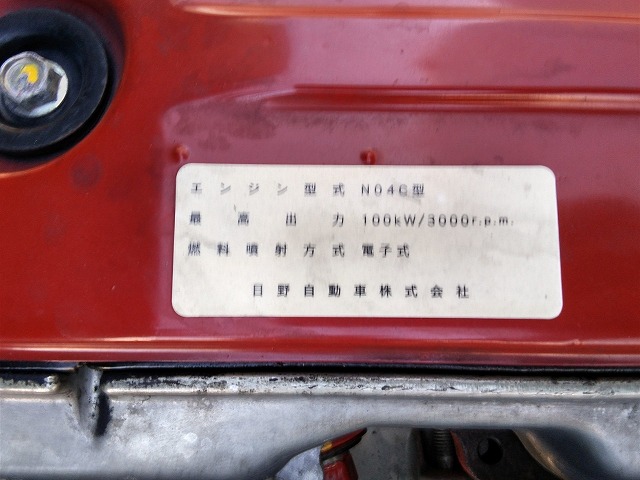 エンジン型式 N04C型
最高出力 100kW/3000r.p.m.
燃料噴射方式 電子式
日野自動車株式会社